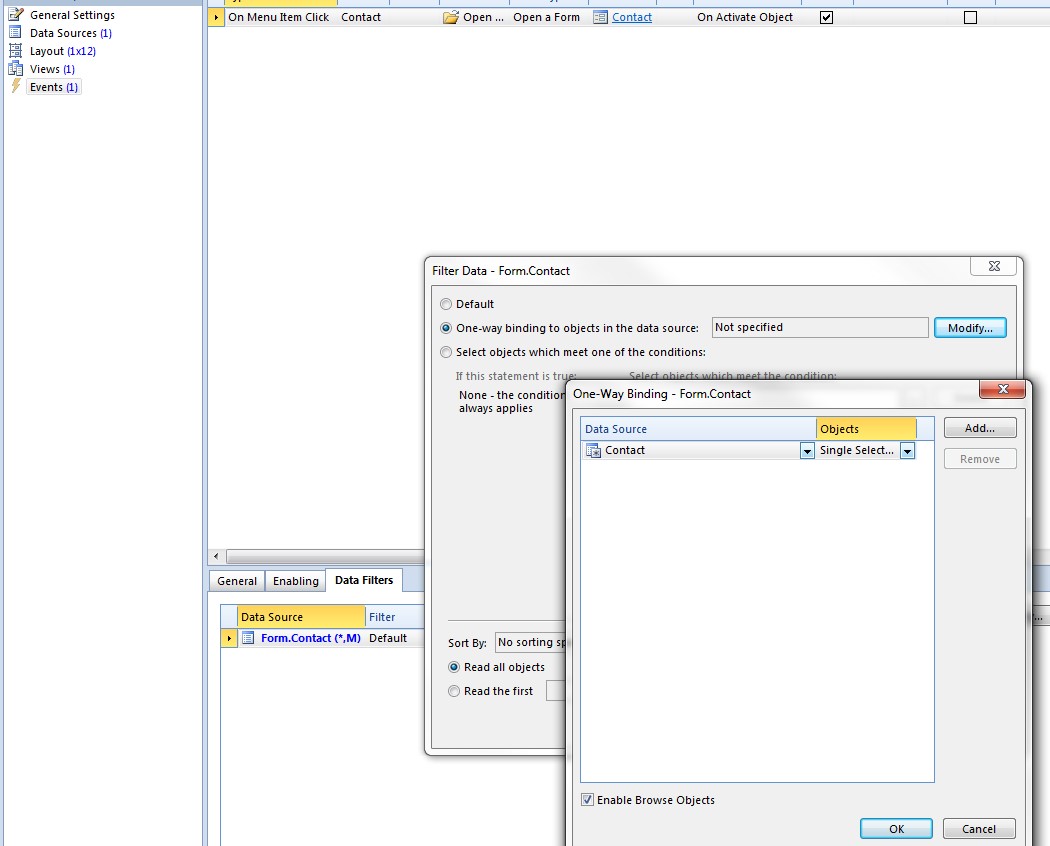 General Settings
Data Sources (1)
Layout (1x12)
Views (1)
Events (1)
On Menu Item Click Contact Open ... Open a Form Contact On Activate Object
Filter Data - Form.Contact
Default
One-way binding to objects in the data source: Not specified Modify...
Select objects which meet one of the conditions:
If this statement is true: Select objects which meet the condition:
None - the condition
always applies
One-Way Binding - Form.Contact
Data Source Objects
Contact Single Select...
Add...
Remove
General Enabling Data Filters
Data Source Filter
Form.Contact (*,M) Default
...
Sort By: No sorting sp
Read all objects
Read the first
Enable Browse Objects
OK Cancel